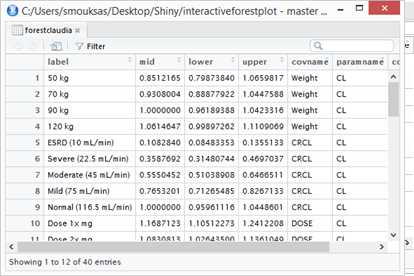 C:/Users/smouksas/Desktop/Shiny/interactiveforestplot - master
forestclaudia
Filter
label mid lower upper covname paramname co
1 50 kg 0.8512165 0.79873840 1.0659817 Weight CL
2 70 kg 0.9308004 0.88877922 1.0447588 Weight CL
3 90 kg 1.0000000 0.96189388 1.0423316 Weight CL
4 120 kg 1.0614647 0.99897262 1.1109069 Weight CL
5 ESRD (10 mL/min) 0.1082840 0.08483353 0.1355133 CRCL CL
6 Severe (22.5 mL/min) 0.3587692 0.31480744 0.4697037 CRCL CL
7 Moderate (45 mL/min) 0.5550452 0.51038908 0.6466511 CRCL CL
8 Mild (75 mL/min) 0.7653201 0.71265485 0.8267133 CRCL CL
9 Normal (116.5 mL/min) 1.0000000 0.95961116 1.0448601 CRCL CL
10 Dose 1x mg 1.1687123 1.10512273 1.2412208 DOSE CL
11 Dose 2x mg 1.0830813 1.02643500 1.1361049 DOSE CL
Showing 1 to 12 of 40 entries